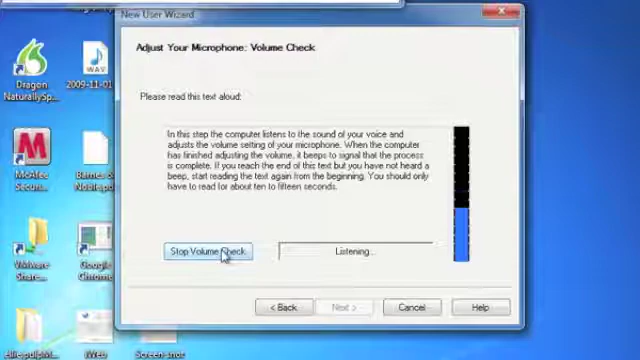 New User Wizard
Adjust Your Microphone: Volume Check
Please read this text aloud:
In this step the computer listens to the sound of your voice and
adjusts the volume setting of your microphone. When the computer
has finished adjusting the volume, it beeps to signal that the process
is complete. If you reach the end of this text but you have not heard a
beep, start reading the text again from the beginning. You should only
have to read for about ten to fifteen seconds.
Stop Volume Check
Listening...
< Back
Next >
Cancel
Help
Dragon
NaturallySp...
WAV
2009-11-01
McAfee
Securi...
Barnes &
Noble.pdf
VMware
Share...
Google
Chrome
iWeb
Screen-shot